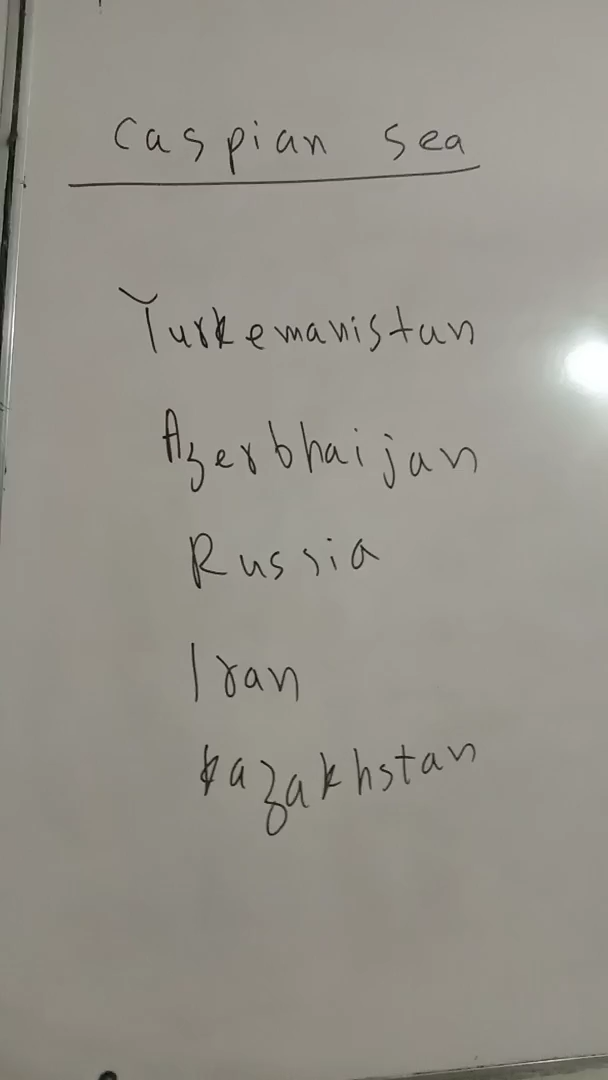 Caspian sea
Turkemanistan
Azerbhaijan
Russia
Iran
kazakhstan